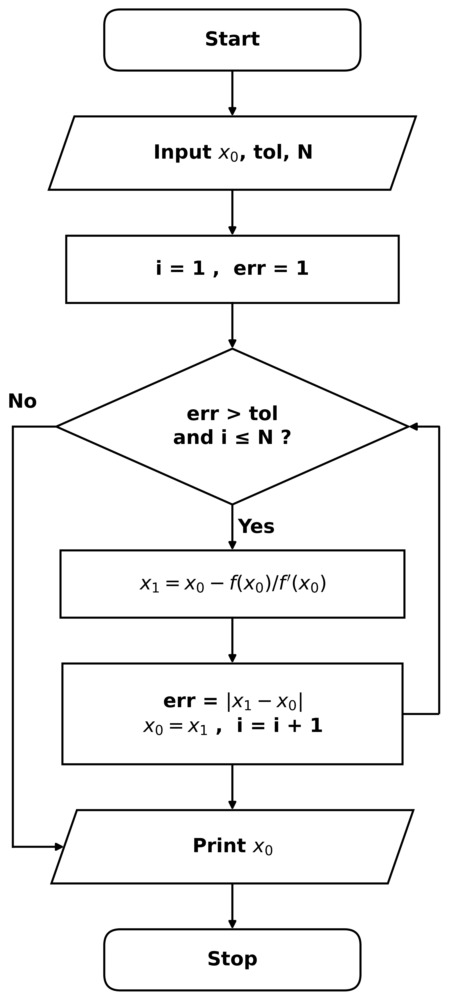 Start
Input x₀, tol, N
i = 1 ,  err = 1
No
err > tol
and i ≤ N ?
Yes
x₁ = x₀ − f(x₀)/f′(x₀)
err = |x₁ − x₀|
x₀ = x₁ ,  i = i + 1
Print x₀
Stop